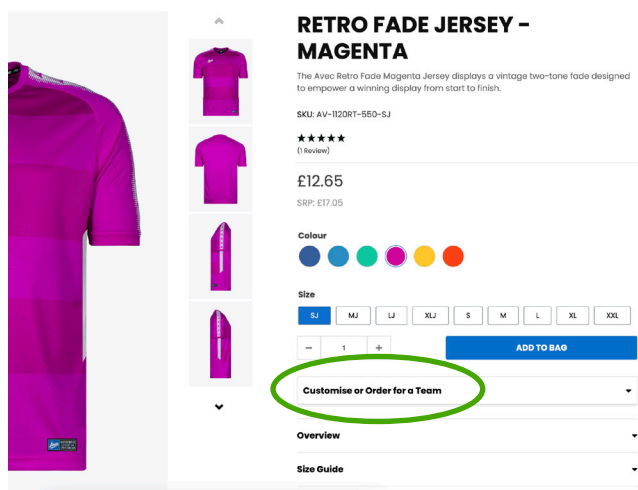 RETRO FADE JERSEY –
MAGENTA
The Avec Retro Fade Magenta Jersey displays a vintage two-tone fade designed
to empower a winning display from start to finish.
SKU: AV-1120RT-550-SJ
★★★★★
(1 Review)
£12.65
SRP: £17.05
Colour
Size
SJ MJ LJ XLJ S M L XL XXL
– 1 + ADD TO BAG
Customise or Order for a Team
Overview
Size Guide